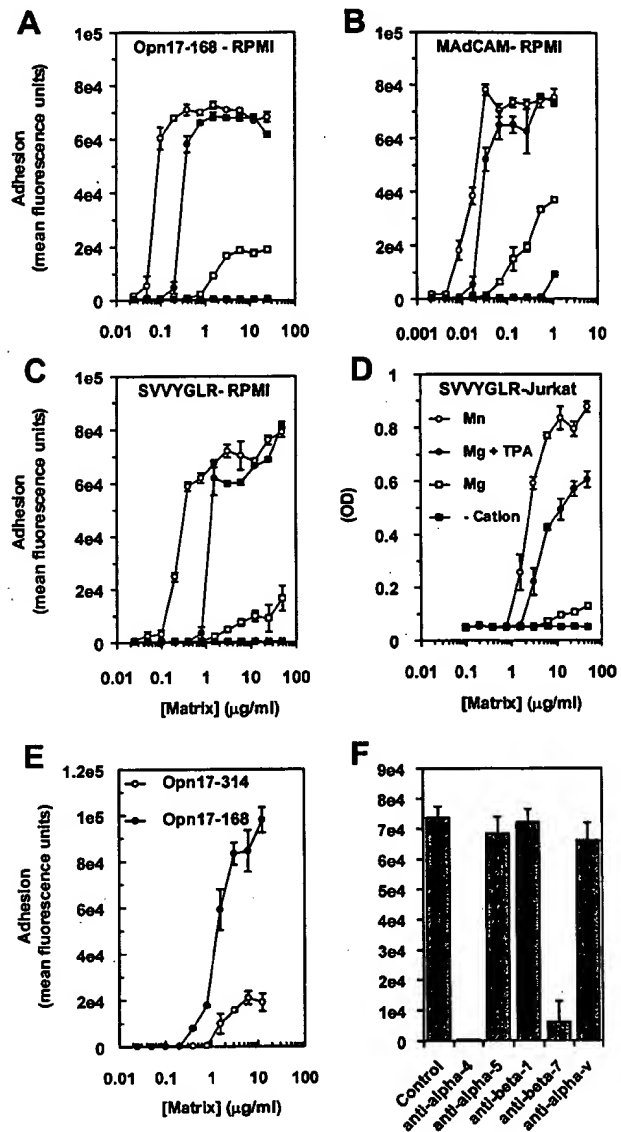 A
Opn17-168 - RPMI
Adhesion
(mean fluorescence units)
1e5
8e4
6e4
4e4
2e4
0
0.01
0.1
1
10
100
B
MAdCAM- RPMI
1e5
8e4
6e4
4e4
2e4
0
0.001
0.01
0.1
1
10
C
SVVYGLR- RPMI
Adhesion
(mean fluorescence units)
1e5
8e4
6e4
4e4
2e4
0
0.01
0.1
1
10
100
[Matrix] (µg/ml)
D
SVVYGLR-Jurkat
Mn
Mg + TPA
Mg
- Cation
(OD)
1
0.8
0.6
0.4
0.2
0
0.01
0.1
1
10
100
[Matrix] (µg/ml)
E
Opn17-314
Opn17-168
Adhesion
(mean fluorescence units)
1.2e5
1e5
8e4
6e4
4e4
2e4
0
0.01
0.1
1
10
100
[Matrix] (µg/ml)
F
9e4
8e4
7e4
6e4
5e4
4e4
3e4
2e4
1e4
0
Control
anti-alpha-4
anti-alpha-5
anti-beta-1
anti-beta-7
anti-alpha-v